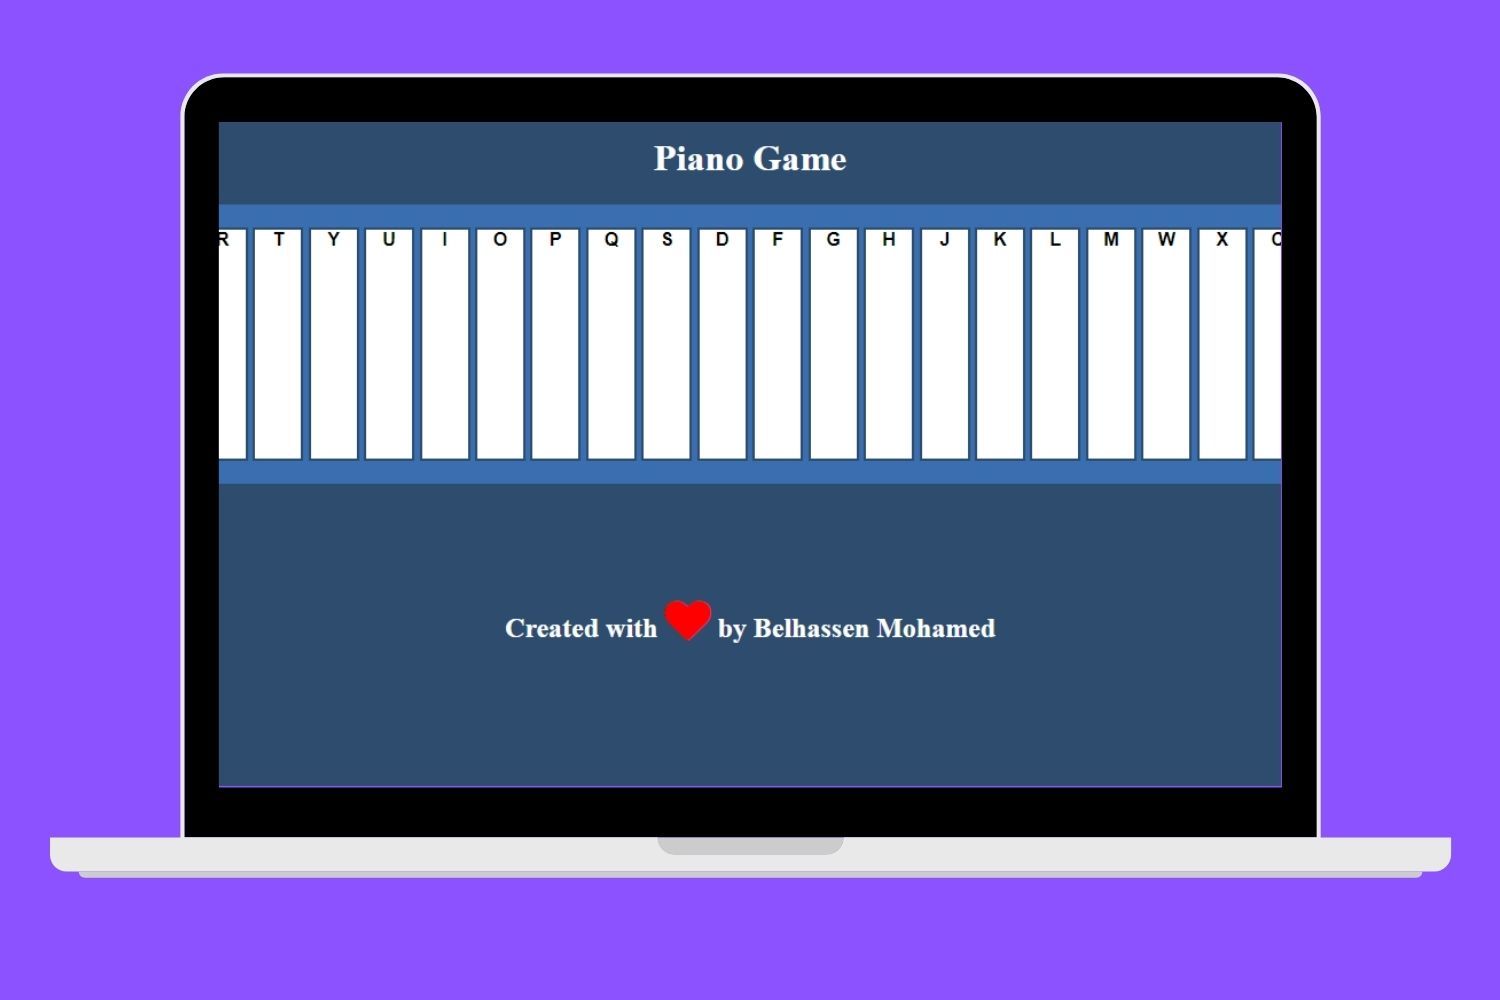 Piano Game
R T Y U I O P Q S D F G H J K L M W X C
Created with by Belhassen Mohamed